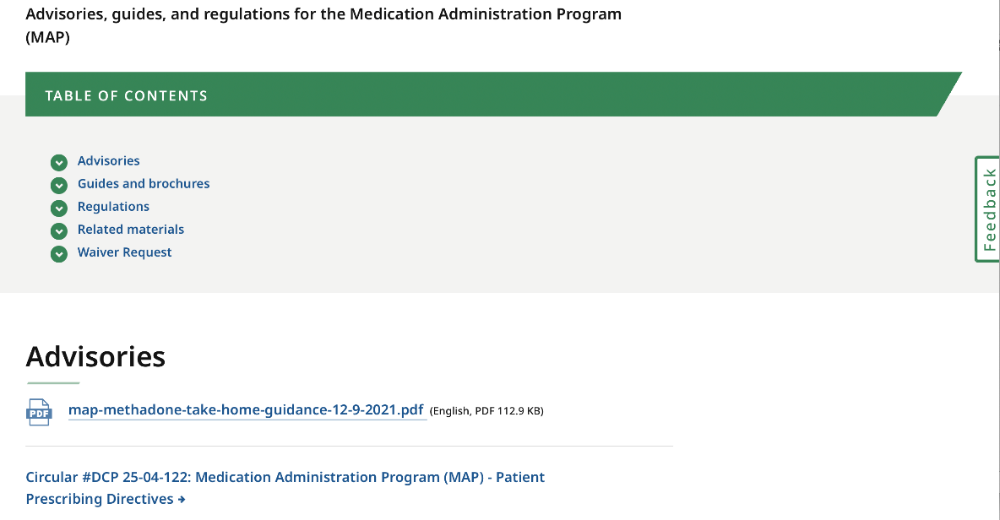 Advisories, guides, and regulations for the Medication Administration Program
(MAP)
TABLE OF CONTENTS
Advisories
Guides and brochures
Regulations
Related materials
Waiver Request
Feedback
Advisories
PDF map-methadone-take-home-guidance-12-9-2021.pdf (English, PDF 112.9 KB)
Circular #DCP 25-04-122: Medication Administration Program (MAP) - Patient
Prescribing Directives